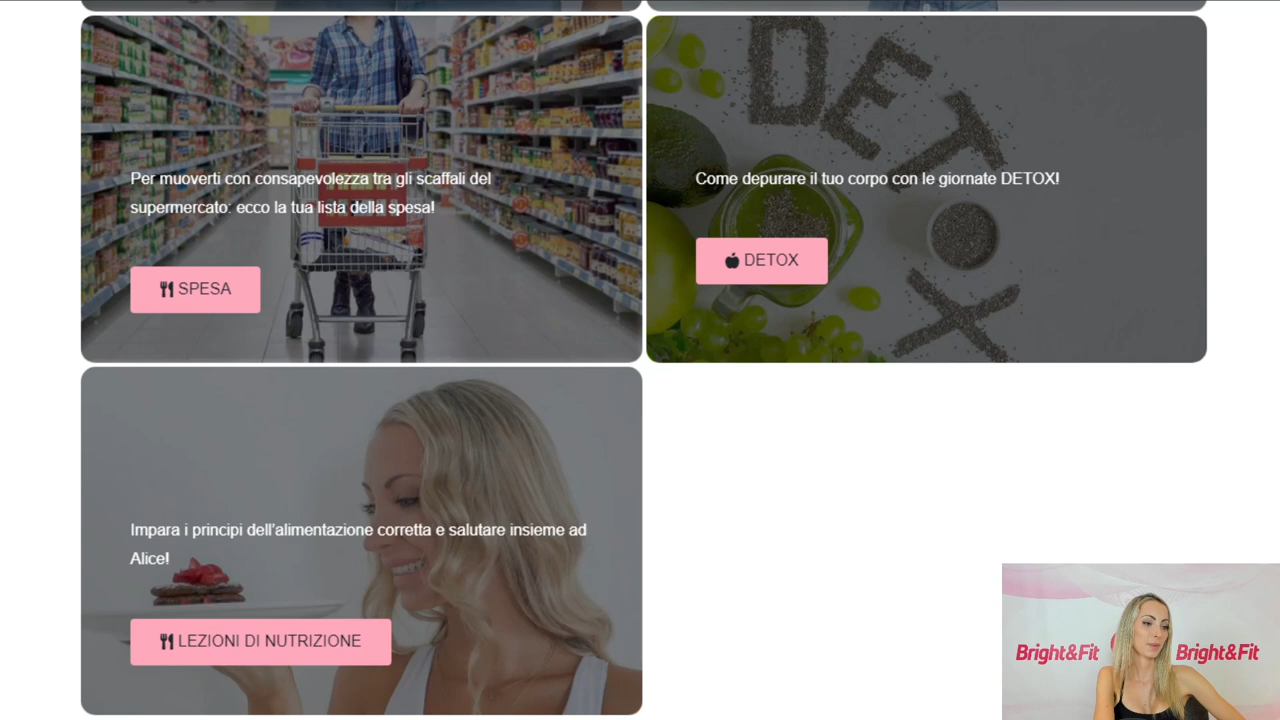 Per muoverti con consapevolezza tra gli scaffali del
supermercato: ecco la tua lista della spesa!
SPESA
DETOX
Come depurare il tuo corpo con le giornate DETOX!
DETOX
Impara i principi dell'alimentazione corretta e salutare insieme ad
Alice!
LEZIONI DI NUTRIZIONE
Bright&Fit
Bright&Fit